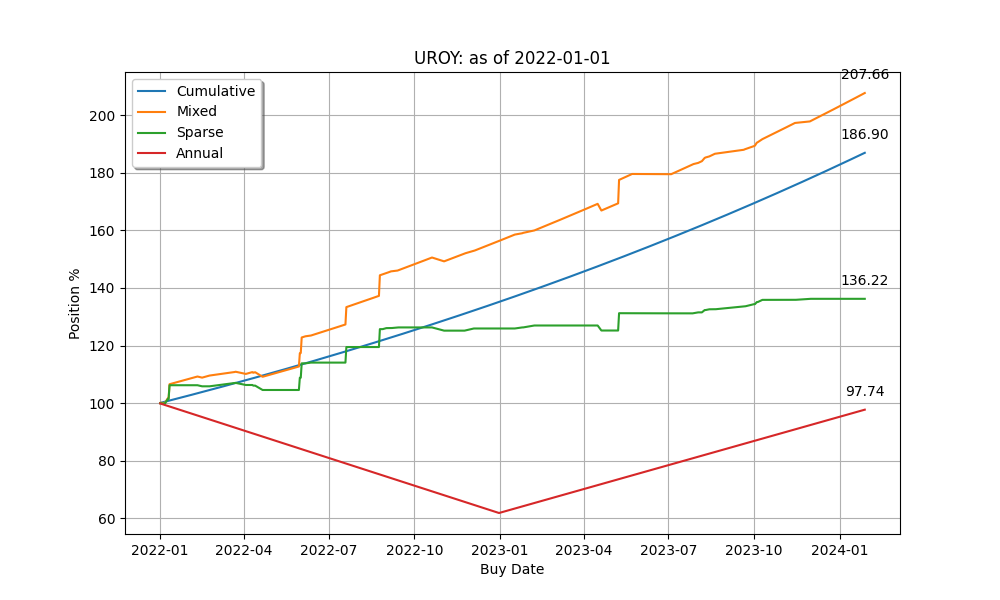 UROY: as of 2022-01-01
Cumulative
Mixed
Sparse
Annual
207.66
186.90
136.22
97.74
Position %
200
180
160
140
120
100
80
60
2022-01 2022-04 2022-07 2022-10 2023-01 2023-04 2023-07 2023-10 2024-01
Buy Date